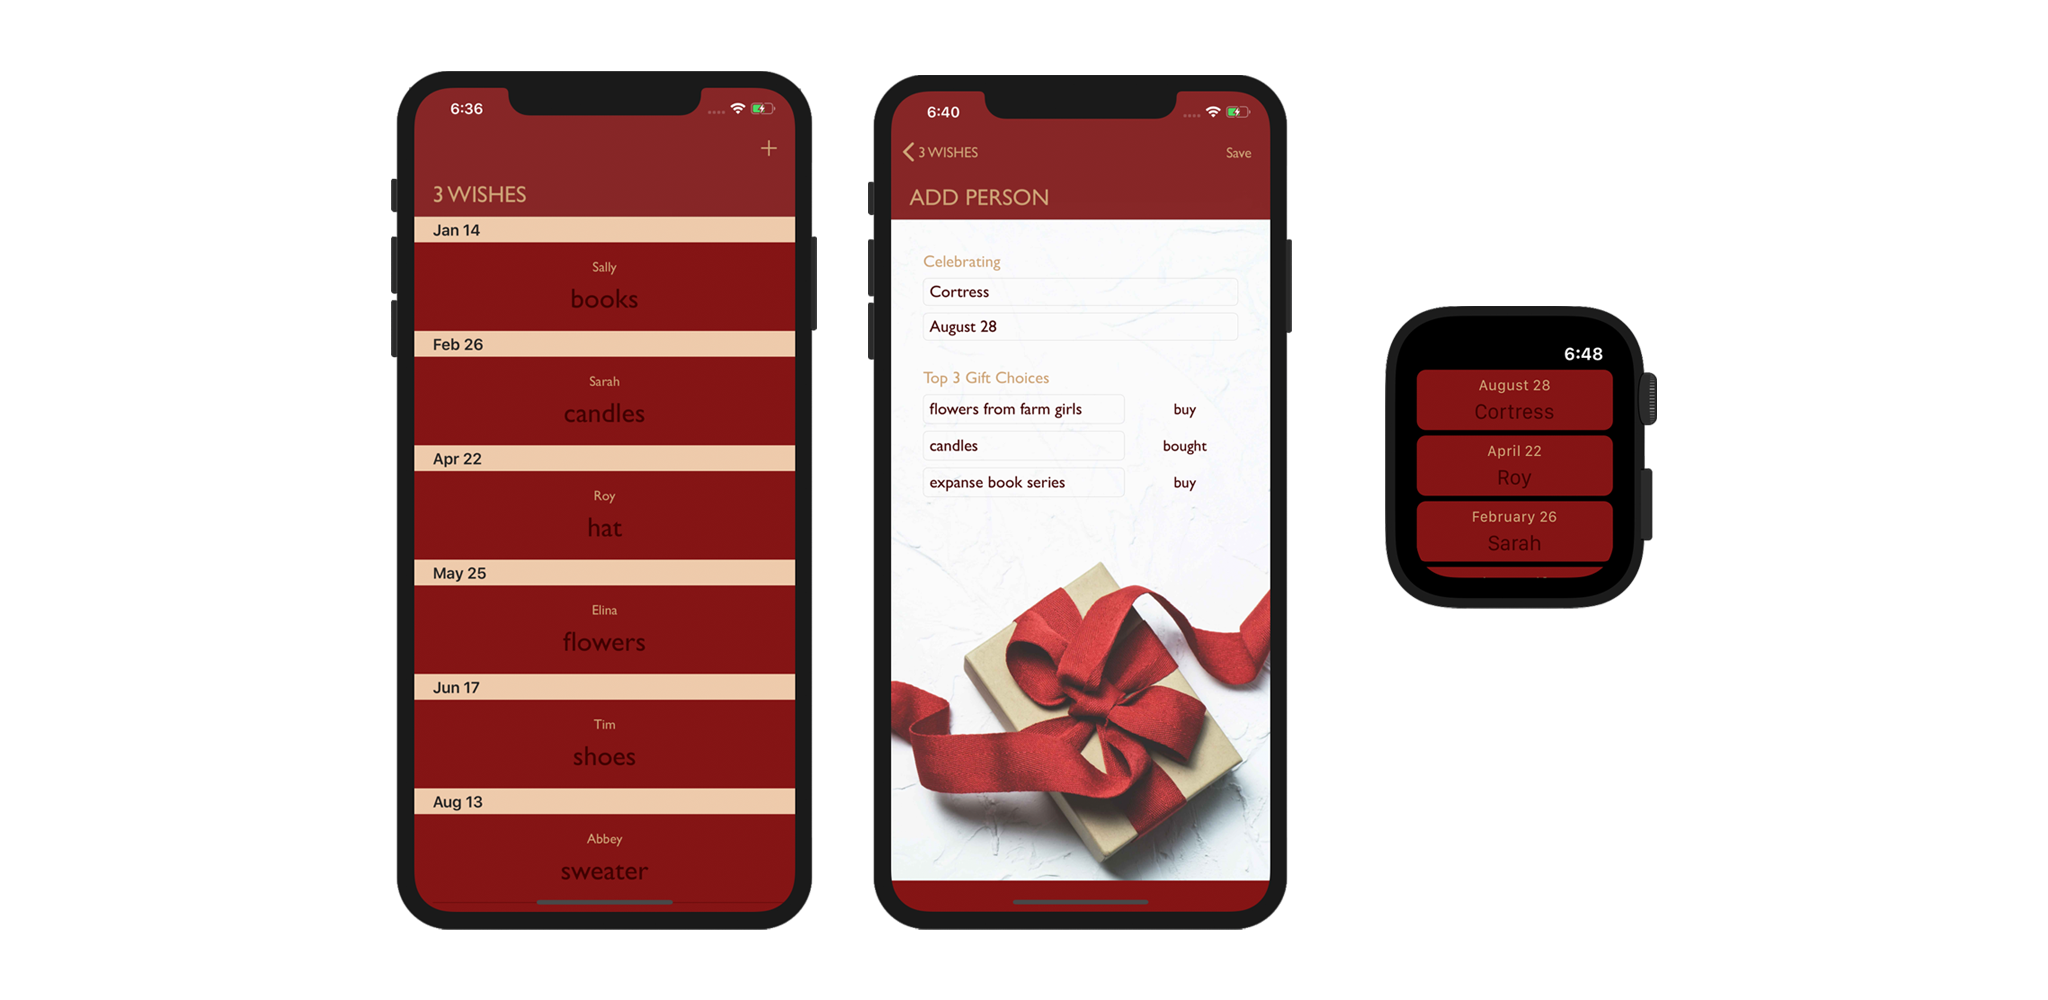 6:36
3 WISHES
Jan 14
Sally
books
Feb 26
Sarah
candles
Apr 22
Roy
hat
May 25
Elina
flowers
Jun 17
Tim
shoes
Aug 13
Abbey
sweater
6:40
3 WISHES Save
ADD PERSON
Celebrating
Cortress
August 28
Top 3 Gift Choices
flowers from farm girls buy
candles bought
expanse book series buy
6:48
August 28
Cortress
April 22
Roy
February 26
Sarah